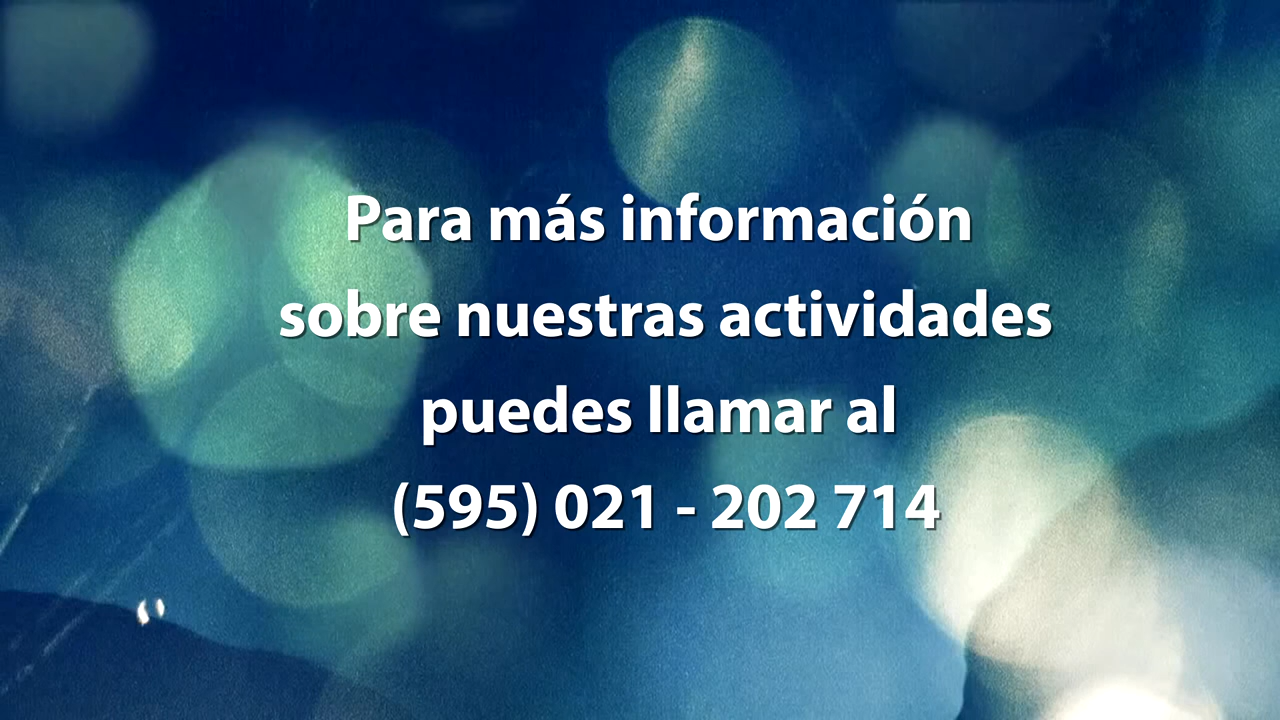 Para más información
sobre nuestras actividades
puedes llamar al
(595) 021 - 202 714